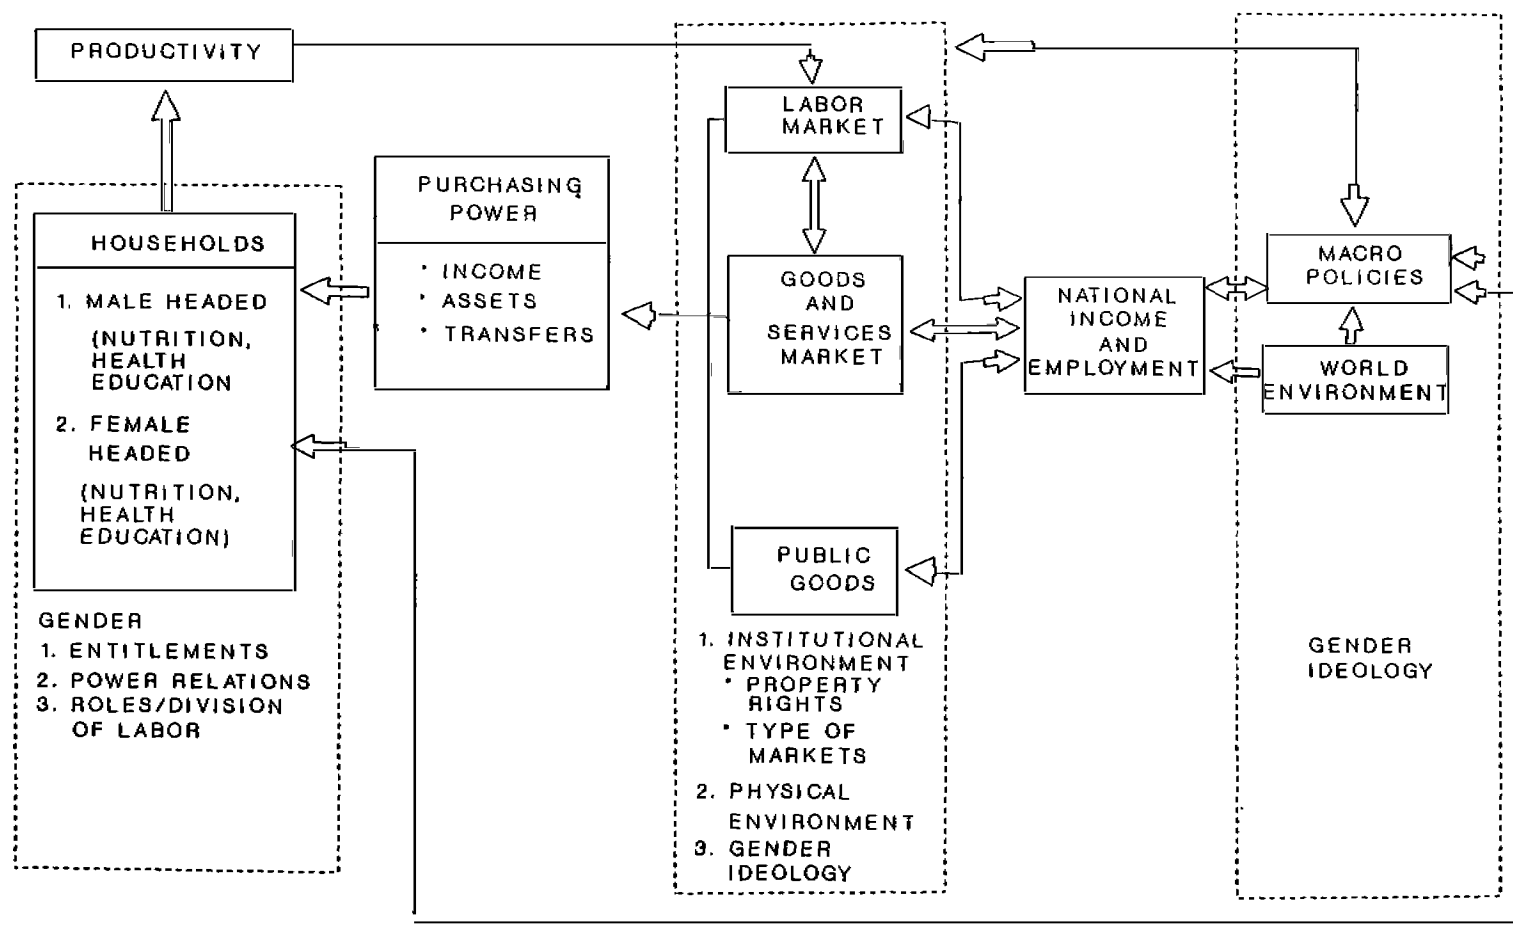 PRODUCTIVITY
HOUSEHOLDS
1. MALE HEADED
(NUTRITION,
HEALTH
EDUCATION
2. FEMALE
HEADED
(NUTRITION,
HEALTH
EDUCATION)
GENDER
1. ENTITLEMENTS
2. POWER RELATIONS
3. ROLES/DIVISION
OF LABOR
PURCHASING
POWER
• INCOME
• ASSETS
• TRANSFERS
LABOR
MARKET
GOODS
AND
SERVICES
MARKET
PUBLIC
GOODS
1. INSTITUTIONAL
ENVIRONMENT
• PROPERTY
RIGHTS
• TYPE OF
MARKETS
2. PHYSICAL
ENVIRONMENT
3. GENDER
IDEOLOGY
NATIONAL
INCOME
AND
EMPLOYMENT
MACRO
POLICIES
WORLD
ENVIRONMENT
GENDER
IDEOLOGY